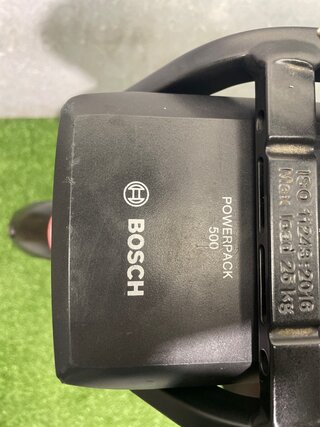 BOSCH
POWERPACK
500
ISO 11243:2016
Max load 25 kg